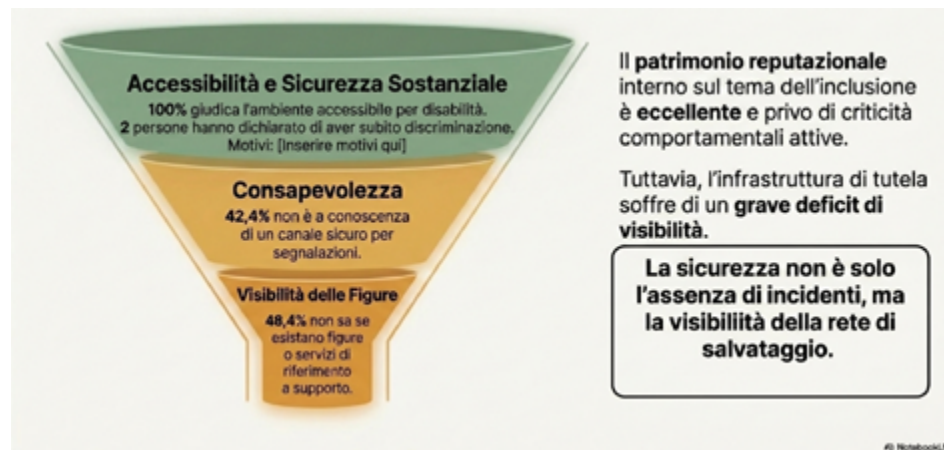 Accessibilità e Sicurezza Sostanziale
100% giudica l'ambiente accessibile per disabilità.
2 persone hanno dichiarato di aver subito discriminazione.
Motivi: [Inserire motivi qui]
Consapevolezza
42,4% non è a conoscenza
di un canale sicuro per
segnalazioni.
Visibilità delle Figure
48,4% non sa se
esistano figure
o servizi di
riferimento
a supporto.
Il patrimonio reputazionale
interno sul tema dell'inclusione
è eccellente e privo di criticità
comportamentali attive.
Tuttavia, l'infrastruttura di tutela
soffre di un grave deficit di
visibilità.
La sicurezza non è solo
l'assenza di incidenti, ma
la visibiliità della rete di
salvataggio.